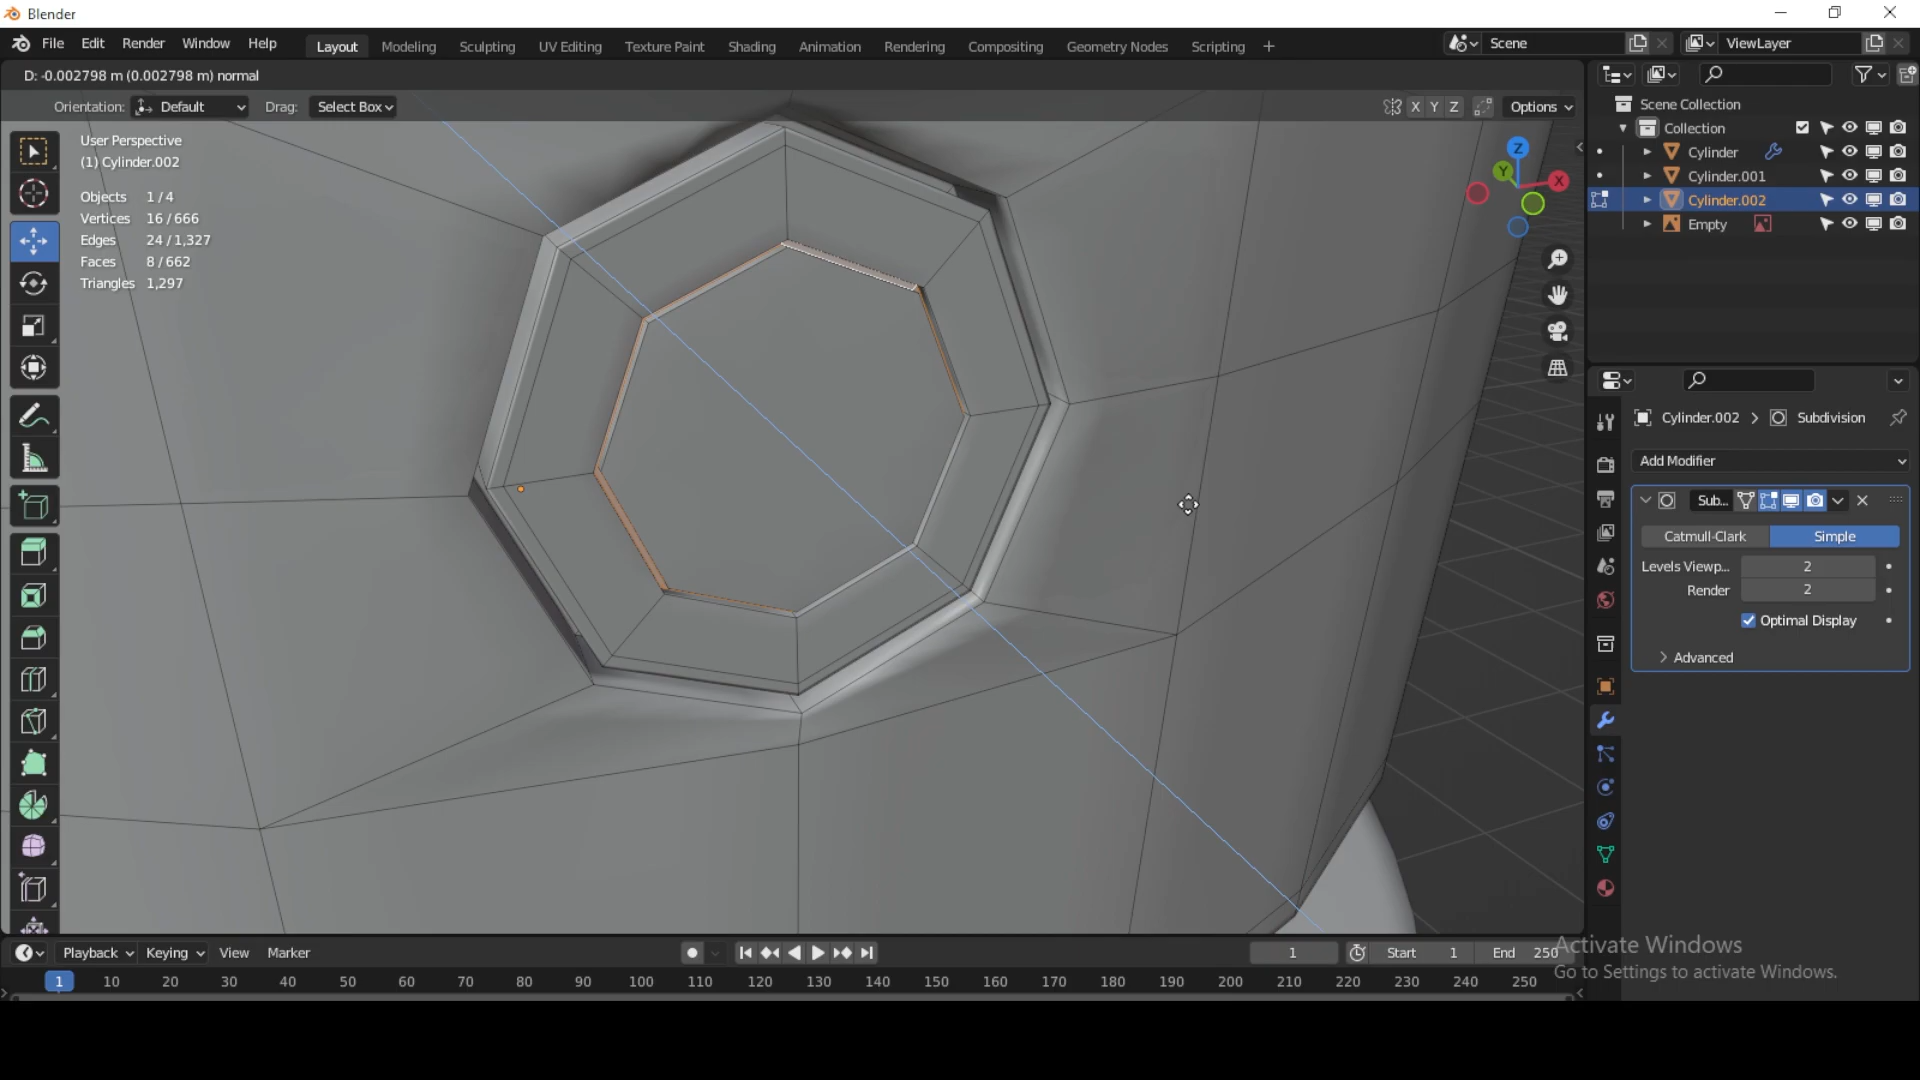 Blender
File Edit Render Window Help Layout Modeling Sculpting UV Editing Texture Paint Shading Animation Rendering Compositing Geometry Nodes Scripting + Scene ViewLayer
D: -0.002798 m (0.002798 m) normal
Orientation: Default Drag: Select Box X Y Z Options
User Perspective
(1) Cylinder.002
Objects 1/4
Vertices 16/666
Edges 24/1,327
Faces 8/662
Triangles 1,297
Z
Y
X
Scene Collection
Collection
Cylinder
Cylinder.001
Cylinder.002
Empty
Cylinder.002 > Subdivision
Add Modifier
Sub...
Catmull-Clark Simple
Levels Viewp... 2
Render 2
Optimal Display
Advanced
Playback Keying View Marker 1 Start 1 End 250
1 10 20 30 40 50 60 70 80 90 100 110 120 130 140 150 160 170 180 190 200 210 220 230 240 250
Activate Windows
Go to Settings to activate Windows.